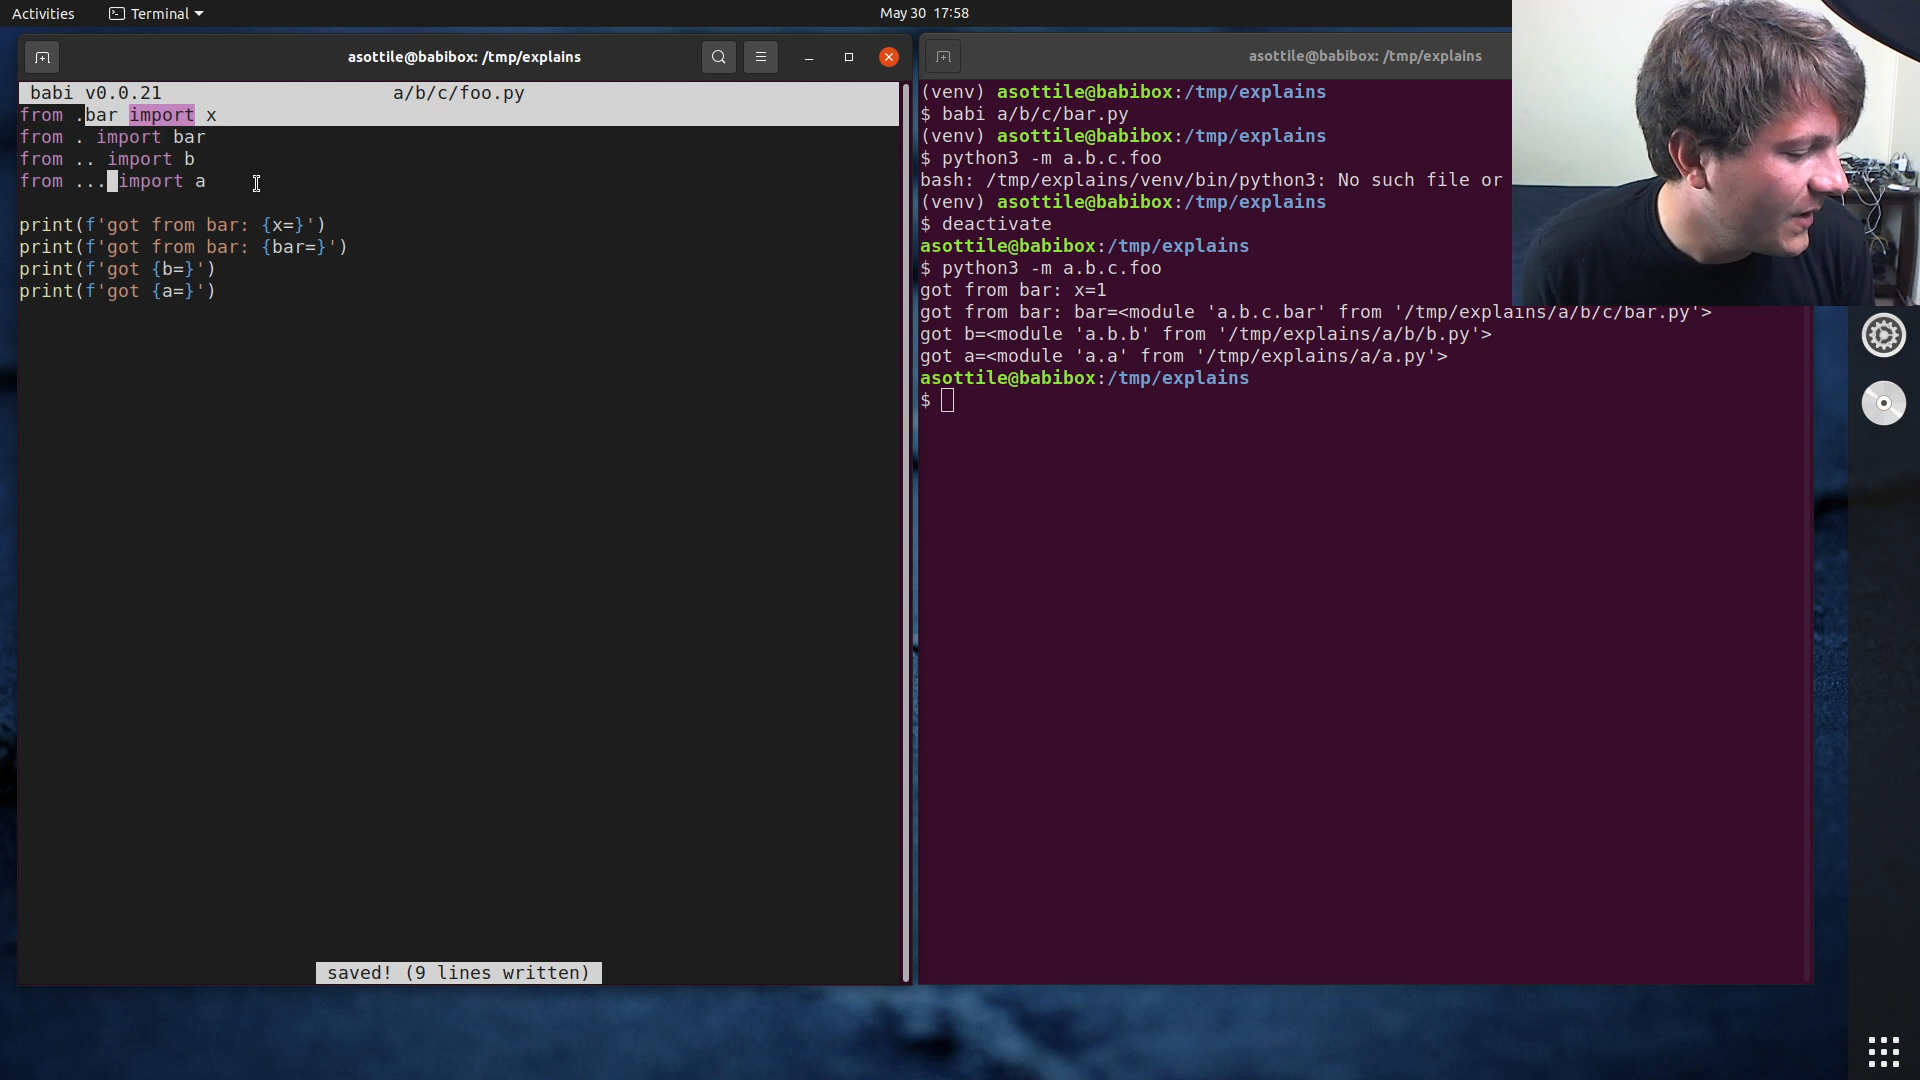 Activities
Terminal
May 30 17:58
asottile@babibox: /tmp/explains
babi v0.0.21 a/b/c/foo.py
from .bar import x
from . import bar
from .. import b
from ... import a
print(f'got from bar: {x=}')
print(f'got from bar: {bar=}')
print(f'got {b=}')
print(f'got {a=}')
saved! (9 lines written)
asottile@babibox: /tmp/explains
(venv) asottile@babibox:/tmp/explains
$ babi a/b/c/bar.py
(venv) asottile@babibox:/tmp/explains
$ python3 -m a.b.c.foo
bash: /tmp/explains/venv/bin/python3: No such file or
(venv) asottile@babibox:/tmp/explains
$ deactivate
asottile@babibox:/tmp/explains
$ python3 -m a.b.c.foo
got from bar: x=1
got from bar: bar=<module 'a.b.c.bar' from '/tmp/explains/a/b/c/bar.py'>
got b=<module 'a.b.b' from '/tmp/explains/a/b/b.py'>
got a=<module 'a.a' from '/tmp/explains/a/a.py'>
asottile@babibox:/tmp/explains
$